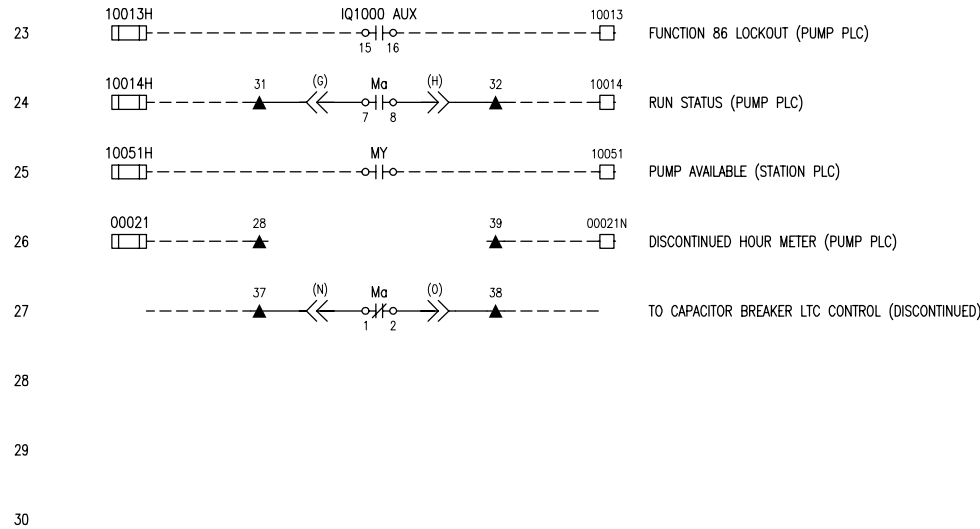 10013H IQ1000 AUX 10013
23 FUNCTION 86 LOCKOUT (PUMP PLC)
15 16
10014H 31 (G) Ma (H) 32 10014
24 RUN STATUS (PUMP PLC)
7 8
10051H MY 10051
25 PUMP AVAILABLE (STATION PLC)
00021 28 39 00021N
26 DISCONTINUED HOUR METER (PUMP PLC)
37 (N) Ma (O) 38
27 TO CAPACITOR BREAKER LTC CONTROL (DISCONTINUED)
1 2
28
29
30